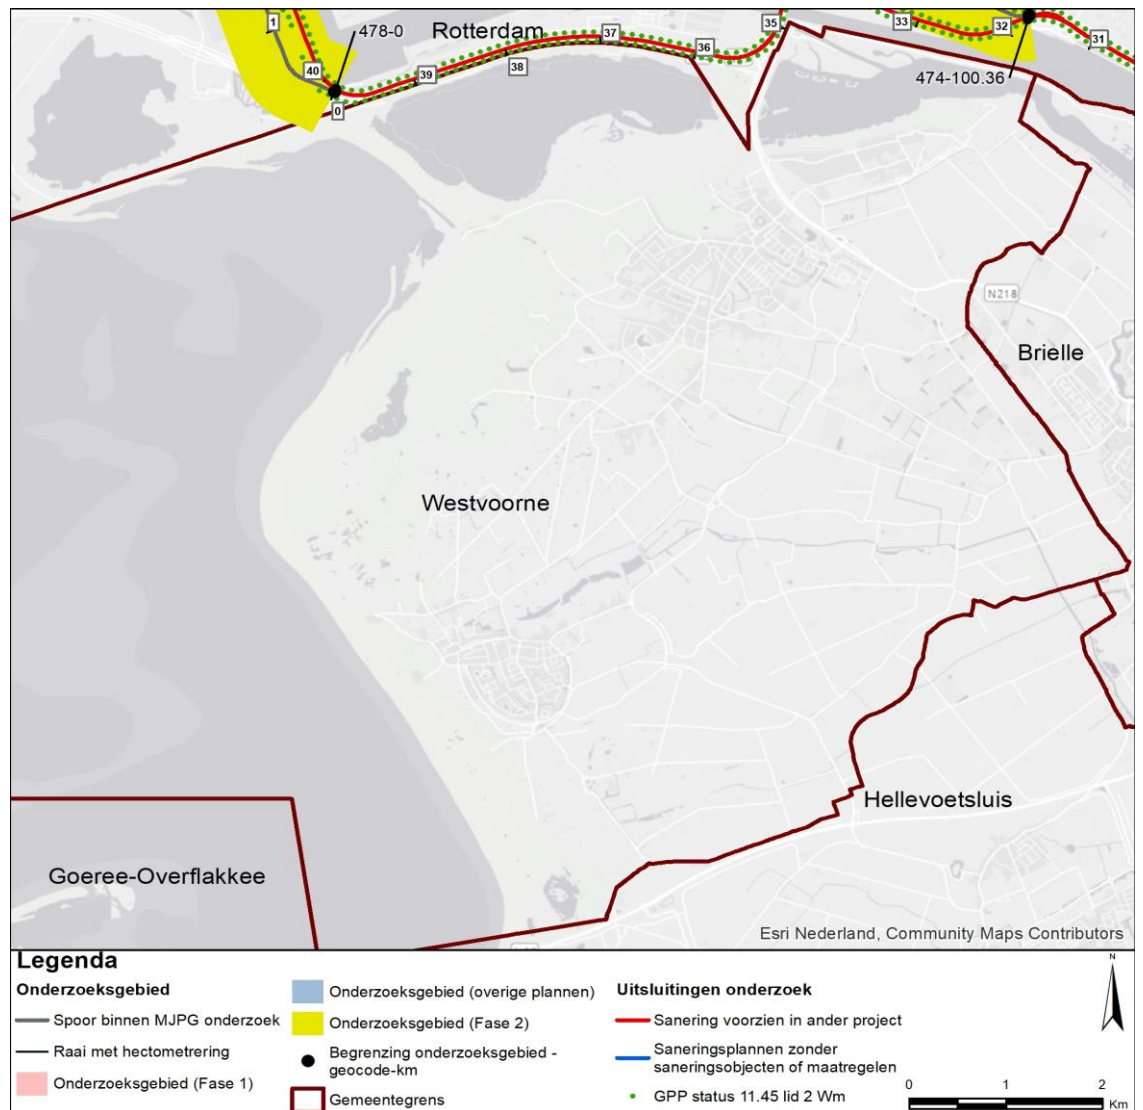 1
478-0
Rotterdam
35
33
32
31
37
36
40
39
38
0
474-100.36
N218
Brielle
Westvoorne
Hellevoetsluis
Goeree-Overflakkee
Esri Nederland, Community Maps Contributors
Legenda
Onderzoeksgebied
Spoor binnen MJPG onderzoek
Raai met hectometrering
Onderzoeksgebied (Fase 1)
Onderzoeksgebied (overige plannen)
Onderzoeksgebied (Fase 2)
Begrenzing onderzoeksgebied -
geocode-km
Gemeentegrens
Uitsluitingen onderzoek
Sanering voorzien in ander project
Saneringsplannen zonder
saneringsobjecten of maatregelen
GPP status 11.45 lid 2 Wm
N
0 1 2
Km